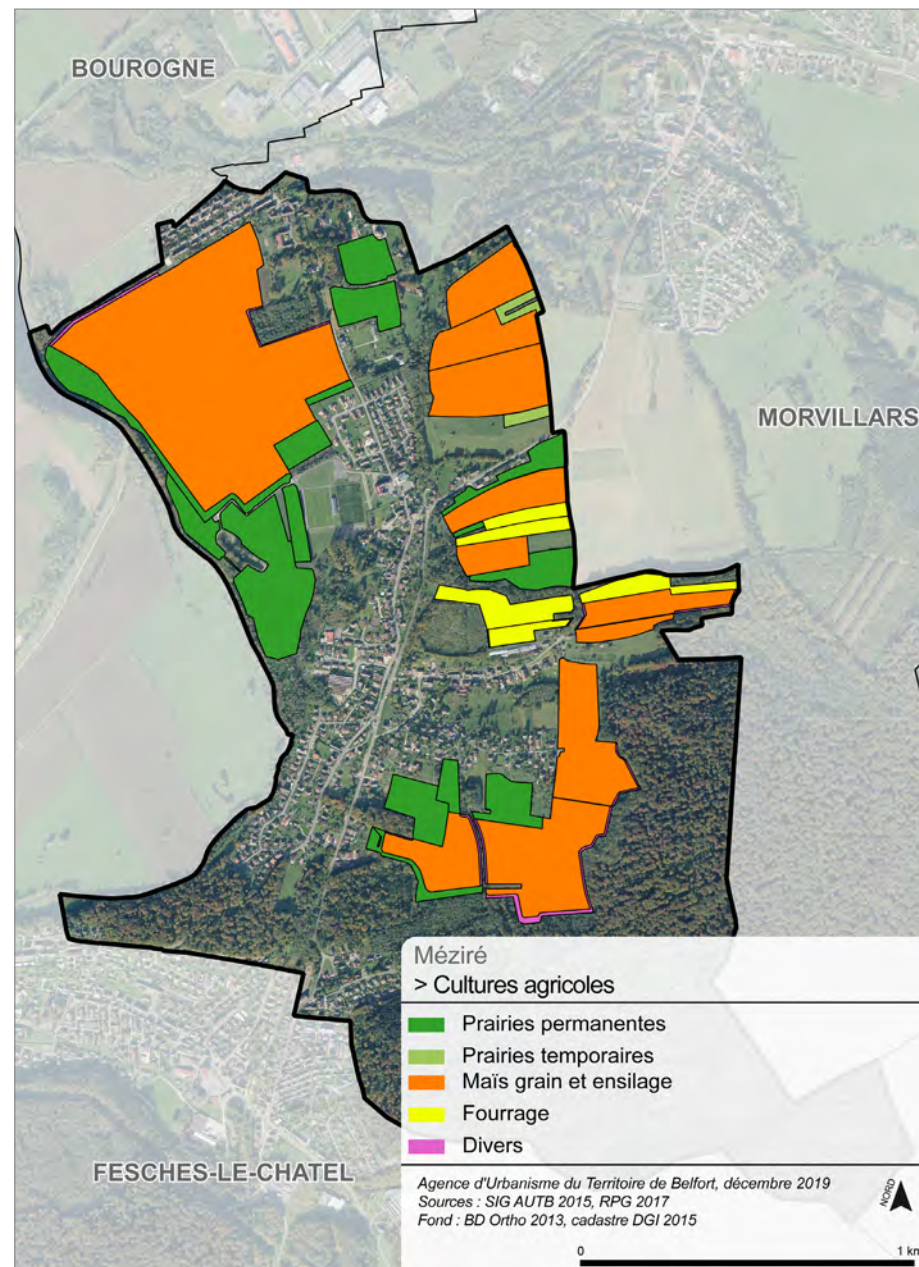 BOUROGNE
MORVILLARS
FESCHES-LE-CHATEL
Méziré
> Cultures agricoles
Prairies permanentes
Prairies temporaires
Maïs grain et ensilage
Fourrage
Divers
Agence d'Urbanisme du Territoire de Belfort, décembre 2019
Sources : SIG AUTB 2015, RPG 2017
Fond : BD Ortho 2013, cadastre DGI 2015
NORD
0 1 km